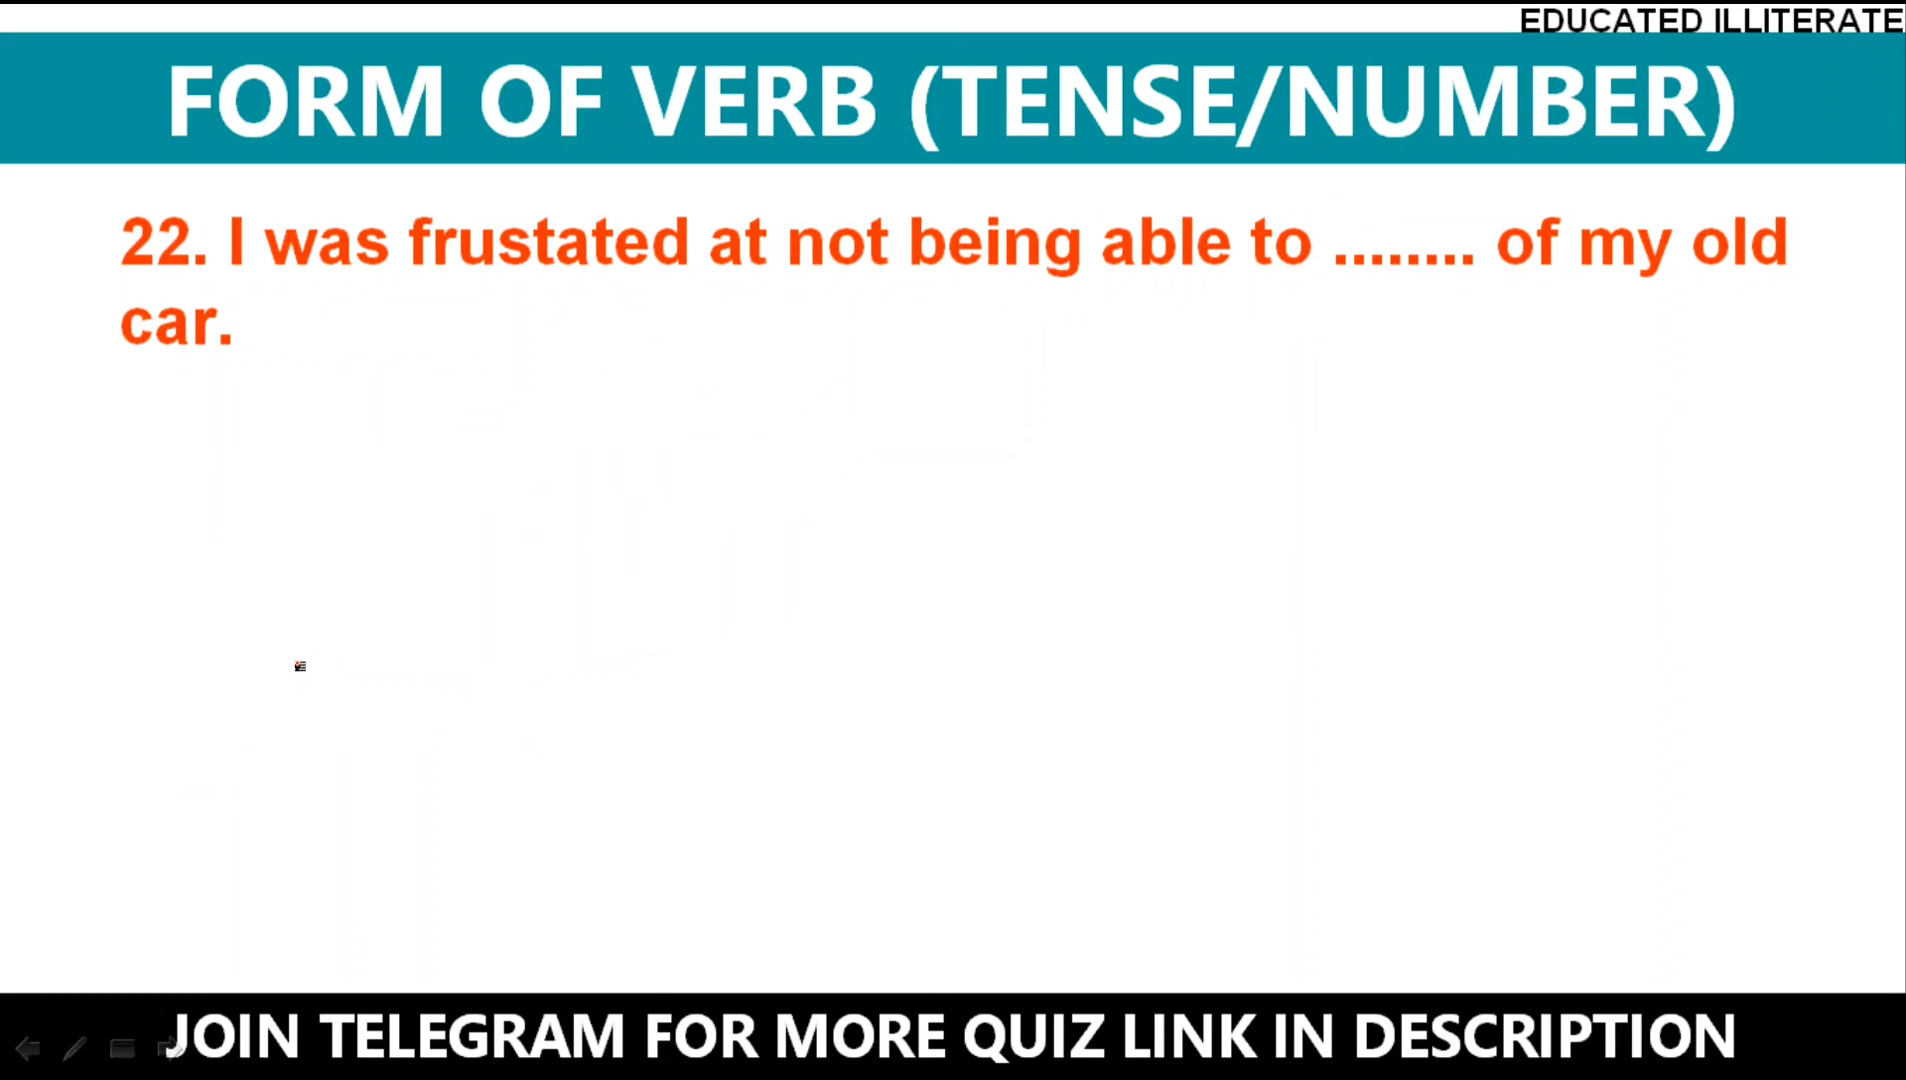 EDUCATED ILLITERATE
FORM OF VERB (TENSE/NUMBER)
22. I was frustated at not being able to ........ of my old
car.
JOIN TELEGRAM FOR MORE QUIZ LINK IN DESCRIPTION